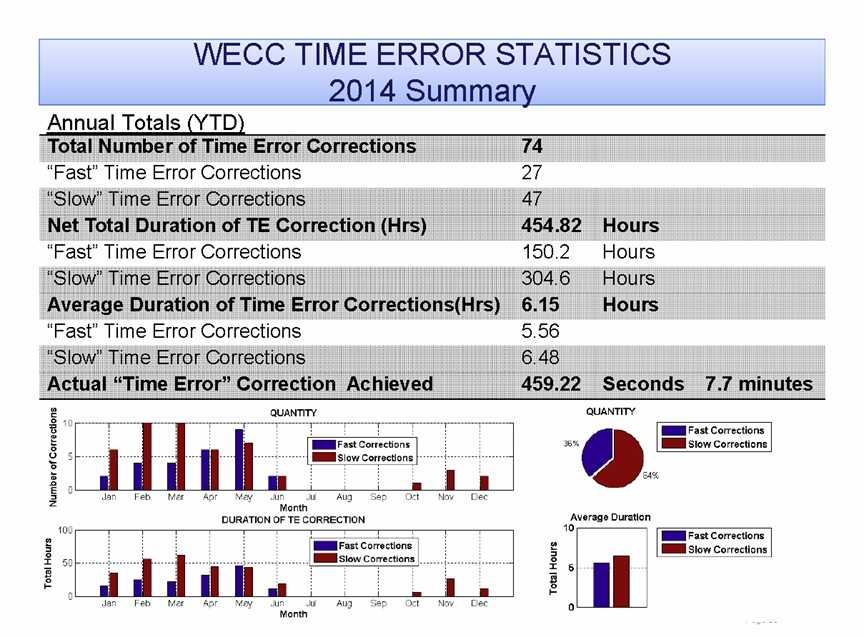 WECC TIME ERROR STATISTICS
2014 Summary
Annual Totals (YTD)
Total Number of Time Error Corrections 74
“Fast” Time Error Corrections 27
“Slow” Time Error Corrections 47
Net Total Duration of TE Correction (Hrs) 454.82 Hours
“Fast” Time Error Corrections 150.2 Hours
“Slow” Time Error Corrections 304.6 Hours
Average Duration of Time Error Corrections(Hrs) 6.15 Hours
“Fast” Time Error Corrections 5.56
“Slow” Time Error Corrections 6.48
Actual “Time Error” Correction Achieved 459.22 Seconds 7.7 minutes
QUANTITY
Number of Corrections
10
5
0
Fast Corrections
Slow Corrections
Jan Feb Mar Apr May Jun Jul Aug Sep Oct Nov Dec
Month
QUANTITY
36%
64%
Fast Corrections
Slow Corrections
DURATION OF TE CORRECTION
Total Hours
100
50
0
Fast Corrections
Slow Corrections
Jan Feb Mar Apr May Jun Jul Aug Sep Oct Nov Dec
Month
Average Duration
Total Hours
10
5
0
Fast Corrections
Slow Corrections